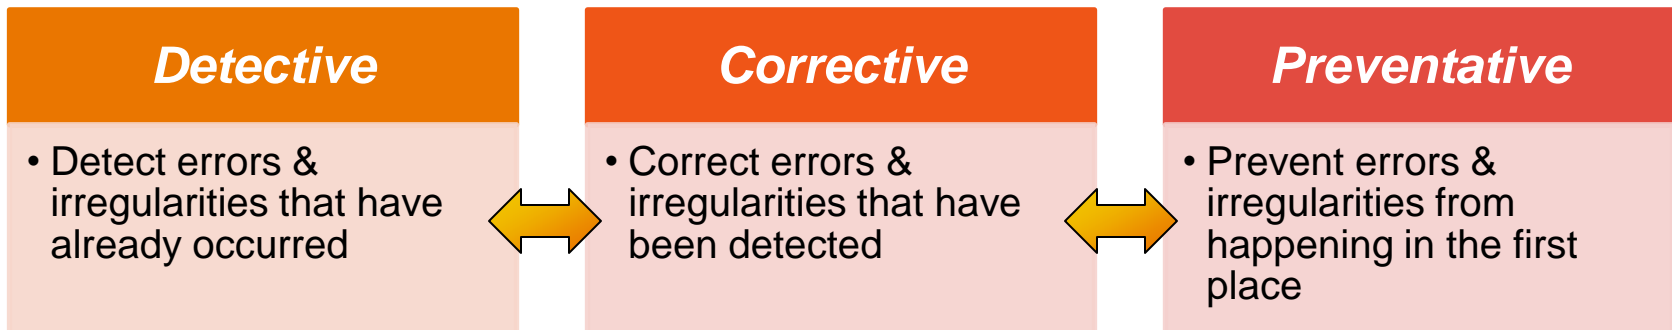 Detective
• Detect errors &
irregularities that have
already occurred
Corrective
• Correct errors &
irregularities that have
been detected
Preventative
• Prevent errors &
irregularities from
happening in the first
place